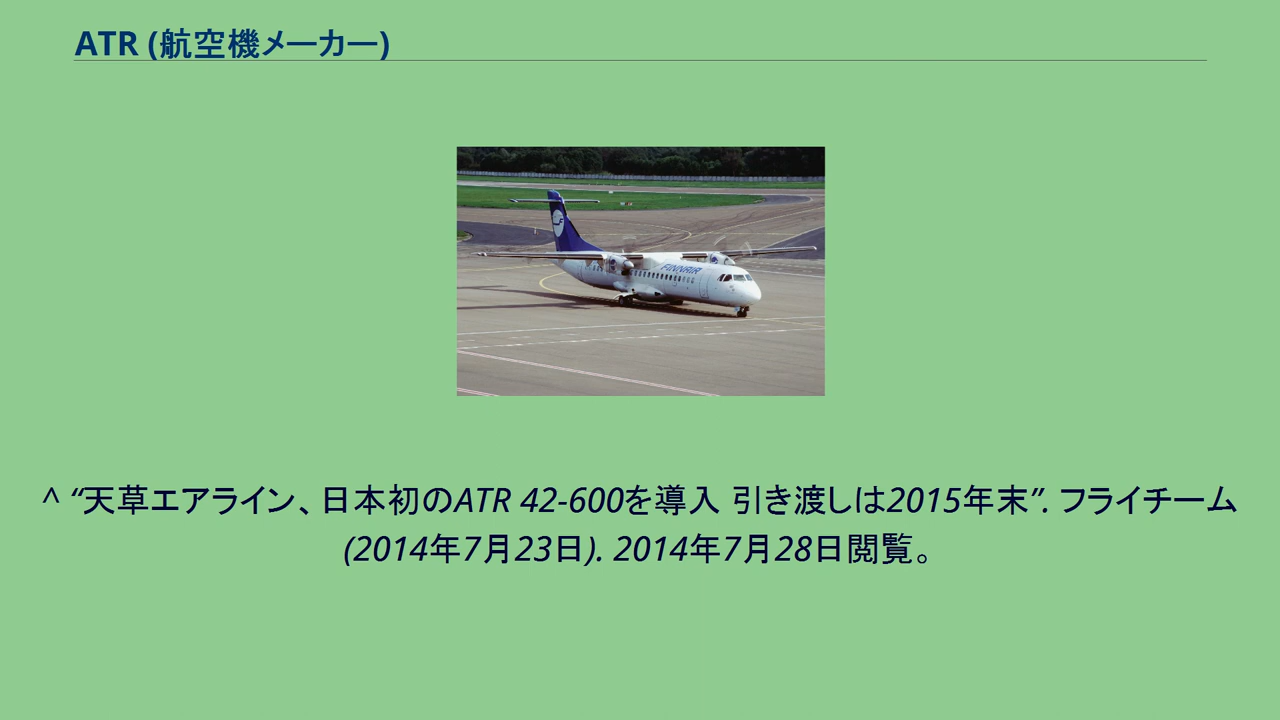 ATR (航空機メーカー)
FINNAIR
^ “天草エアライン、日本初のATR 42-600を導入 引き渡しは2015年末”. フライチーム
(2014年7月23日). 2014年7月28日閲覧。